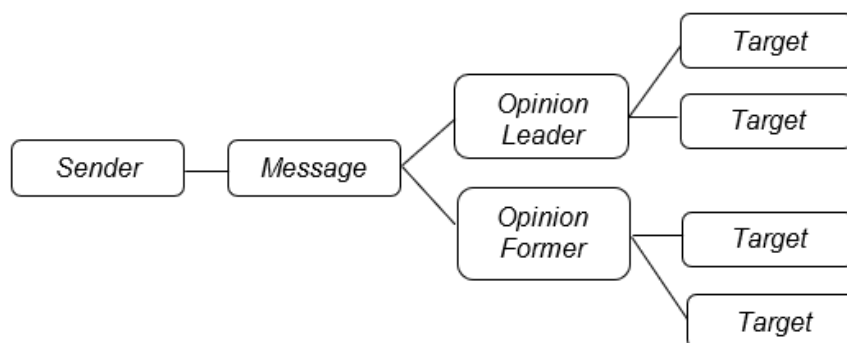 Target
Opinion
Leader
Target
Sender
Message
Opinion
Former
Target
Target